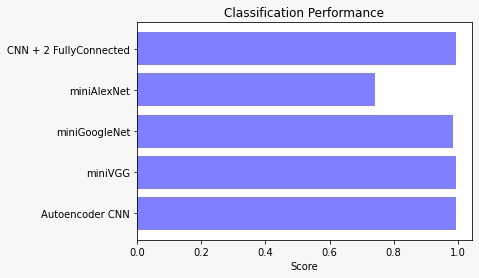 Classification Performance
CNN + 2 FullyConnected
miniAlexNet
miniGoogleNet
miniVGG
Autoencoder CNN
0.0 0.2 0.4 0.6 0.8 1.0
Score